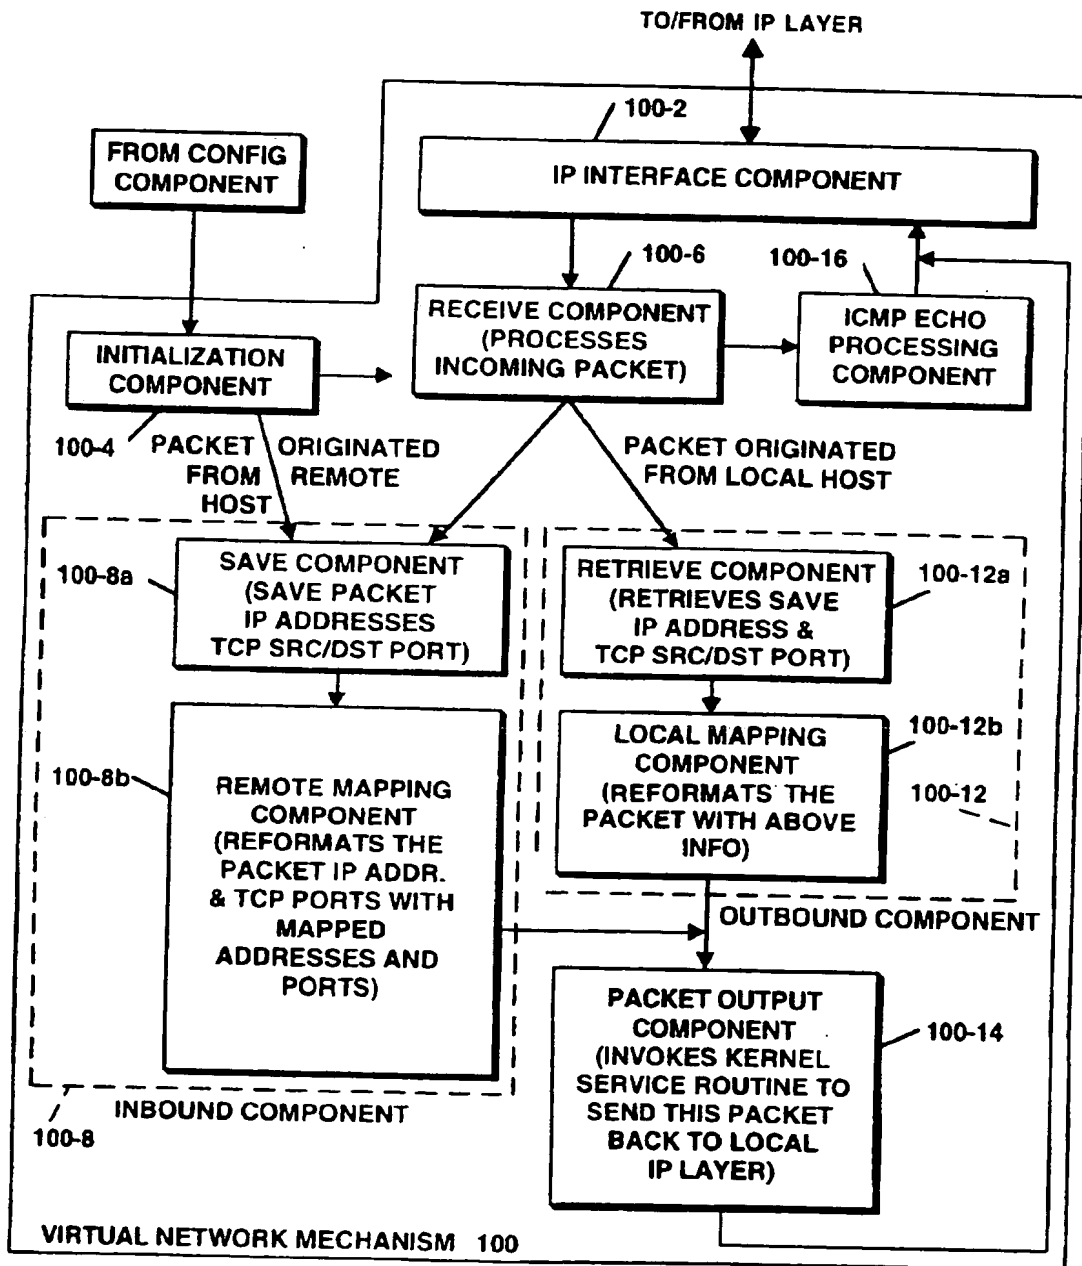 TO/FROM IP LAYER
100-2
FROM CONFIG
COMPONENT
IP INTERFACE COMPONENT
100-6
100-16
RECEIVE COMPONENT
(PROCESSES
INCOMING PACKET)
ICMP ECHO
PROCESSING
COMPONENT
INITIALIZATION
COMPONENT
100-4
PACKET ORIGINATED
FROM REMOTE
HOST
PACKET ORIGINATED
FROM LOCAL HOST
100-8a
SAVE COMPONENT
(SAVE PACKET
IP ADDRESSES
TCP SRC/DST PORT)
RETRIEVE COMPONENT
(RETRIEVES SAVE
IP ADDRESS &
TCP SRC/DST PORT)
100-12a
100-8b
REMOTE MAPPING
COMPONENT
(REFORMATS THE
PACKET IP ADDR.
& TCP PORTS WITH
MAPPED
ADDRESSES AND
PORTS)
LOCAL MAPPING
COMPONENT
(REFORMATS THE
PACKET WITH ABOVE
INFO)
100-12b
100-12
OUTBOUND COMPONENT
PACKET OUTPUT
COMPONENT
(INVOKES KERNEL
SERVICE ROUTINE TO
SEND THIS PACKET
BACK TO LOCAL
IP LAYER)
100-14
INBOUND COMPONENT
100-8
VIRTUAL NETWORK MECHANISM 100